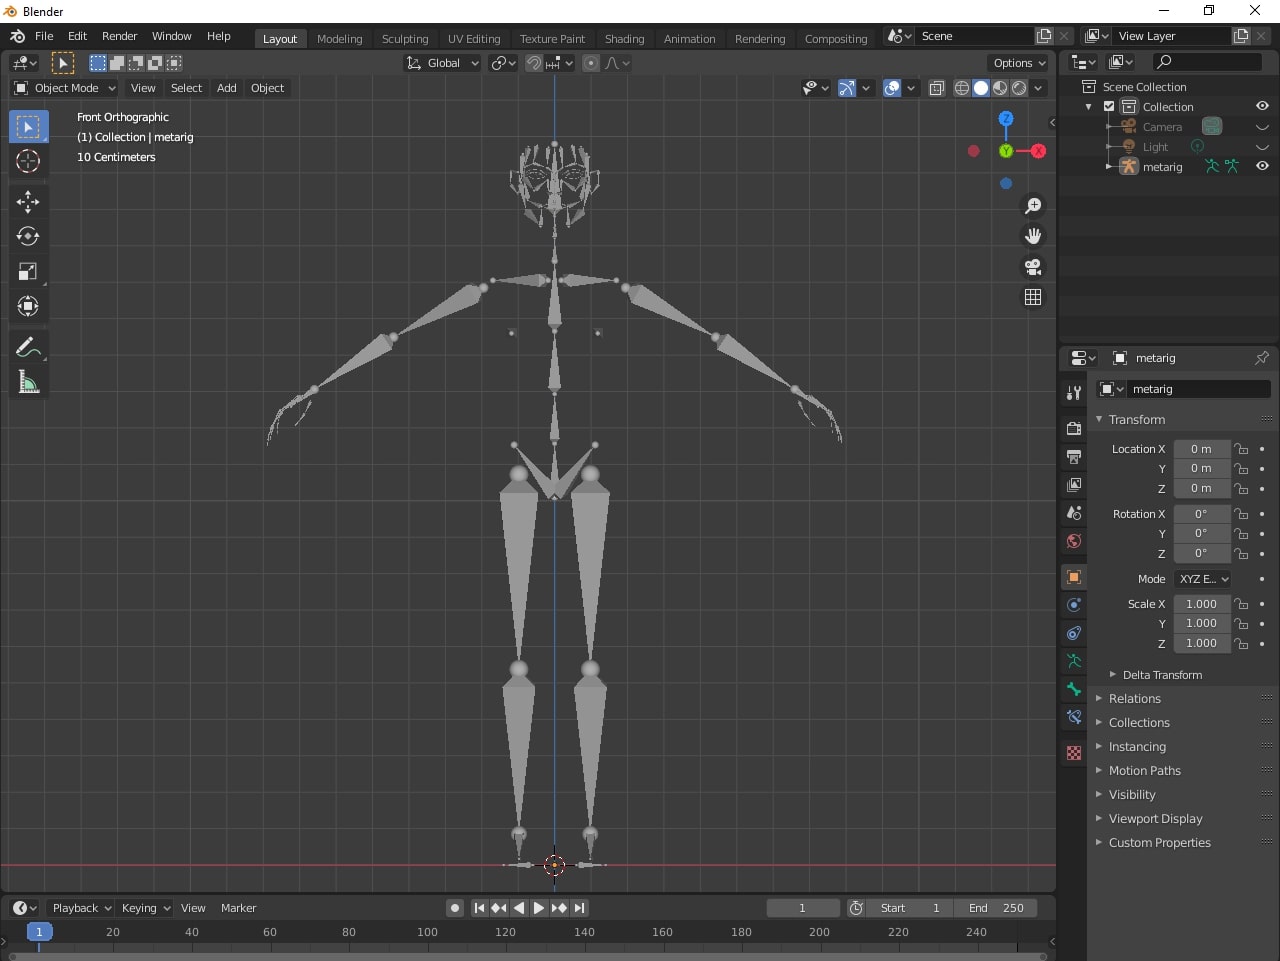 Blender
File Edit Render Window Help Layout Modeling Sculpting UV Editing Texture Paint Shading Animation Rendering Compositing Scene View Layer
Global Options
Object Mode View Select Add Object
Front Orthographic
(1) Collection | metarig
10 Centimeters
Z
Y
X
Scene Collection
Collection
Camera
Light
metarig
metarig
metarig
Transform
Location X 0 m
Y 0 m
Z 0 m
Rotation X 0°
Y 0°
Z 0°
Mode XYZ E...
Scale X 1.000
Y 1.000
Z 1.000
Delta Transform
Relations
Collections
Instancing
Motion Paths
Visibility
Viewport Display
Custom Properties
Playback Keying View Marker 1 Start 1 End 250
1 20 40 60 80 100 120 140 160 180 200 220 240